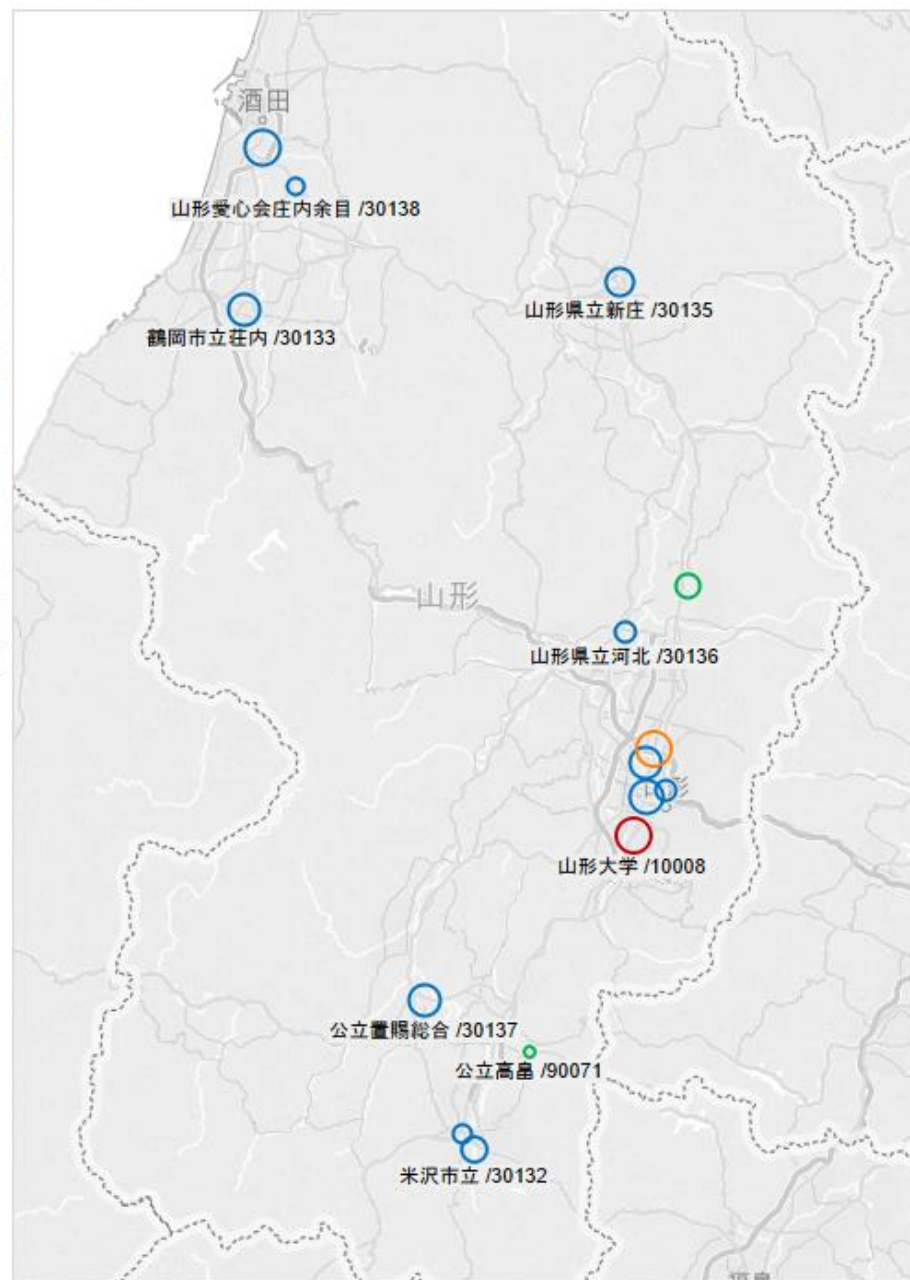 酒田
山形愛心会庄内余目 /30138
山形県立新庄 /30135
鶴岡市立荘内 /30133
山形
山形県立河北 /30136
山形大学 /10008
公立置賜総合 /30137
公立高畠 /90071
米沢市立 /30132